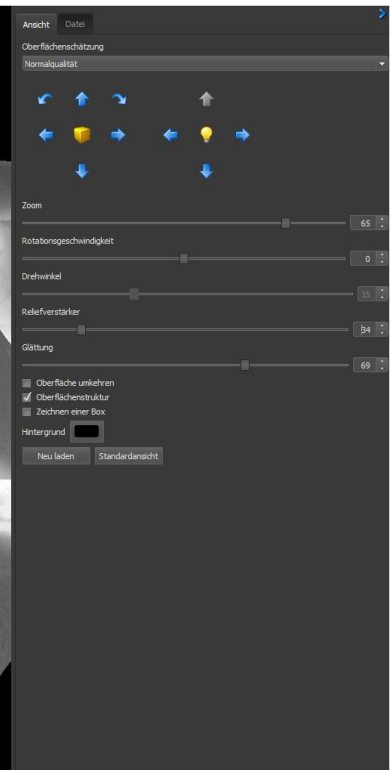 Ansicht Datei
Oberflächenschätzung
Normalqualität
Zoom
65
Rotationsgeschwindigkeit
0
Drehwinkel
15
Reliefverstärker
34
Glättung
69
Oberfläche umkehren
Oberflächenstruktur
Zeichnen einer Box
Hintergrund
Neu laden Standardansicht